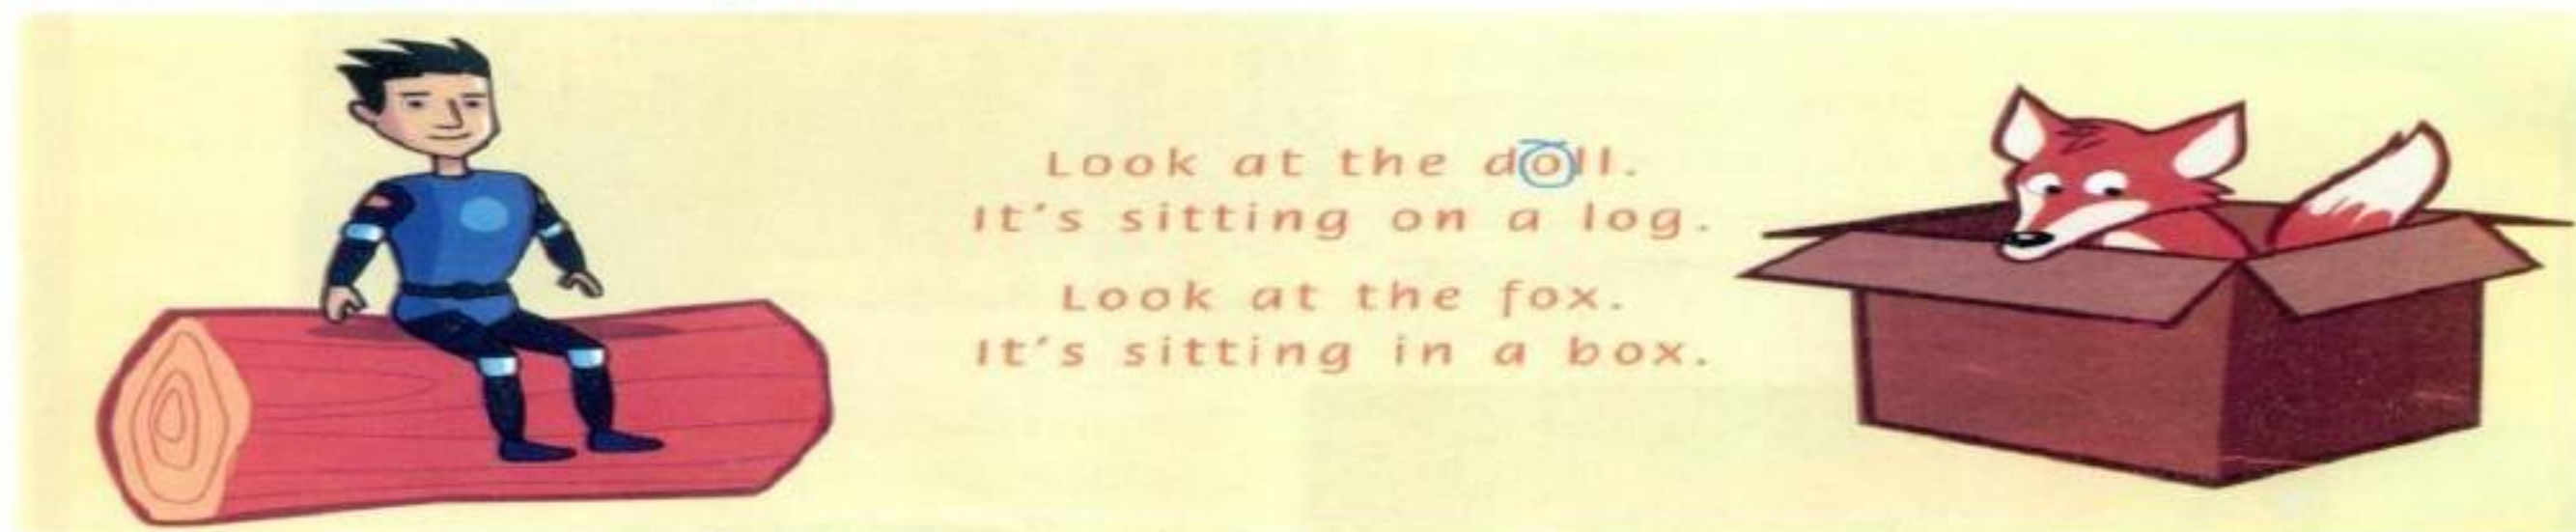 Look at the doll.
It's sitting on a log.
Look at the fox.
It's sitting in a box.